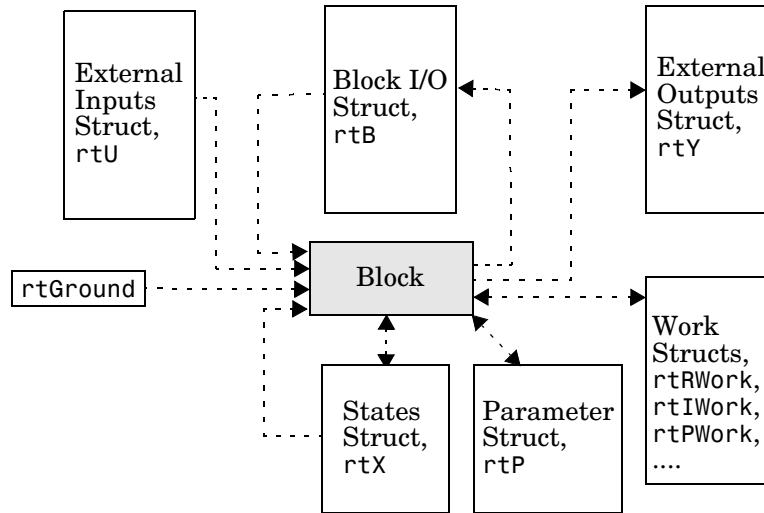 External
Inputs
Struct,
rtU
Block I/O
Struct,
rtB
External
Outputs
Struct,
rtY
Block
rtGround
Work
Structs,
rtRWork,
rtIWork,
rtPWork,
....
States
Struct,
rtX
Parameter
Struct,
rtP